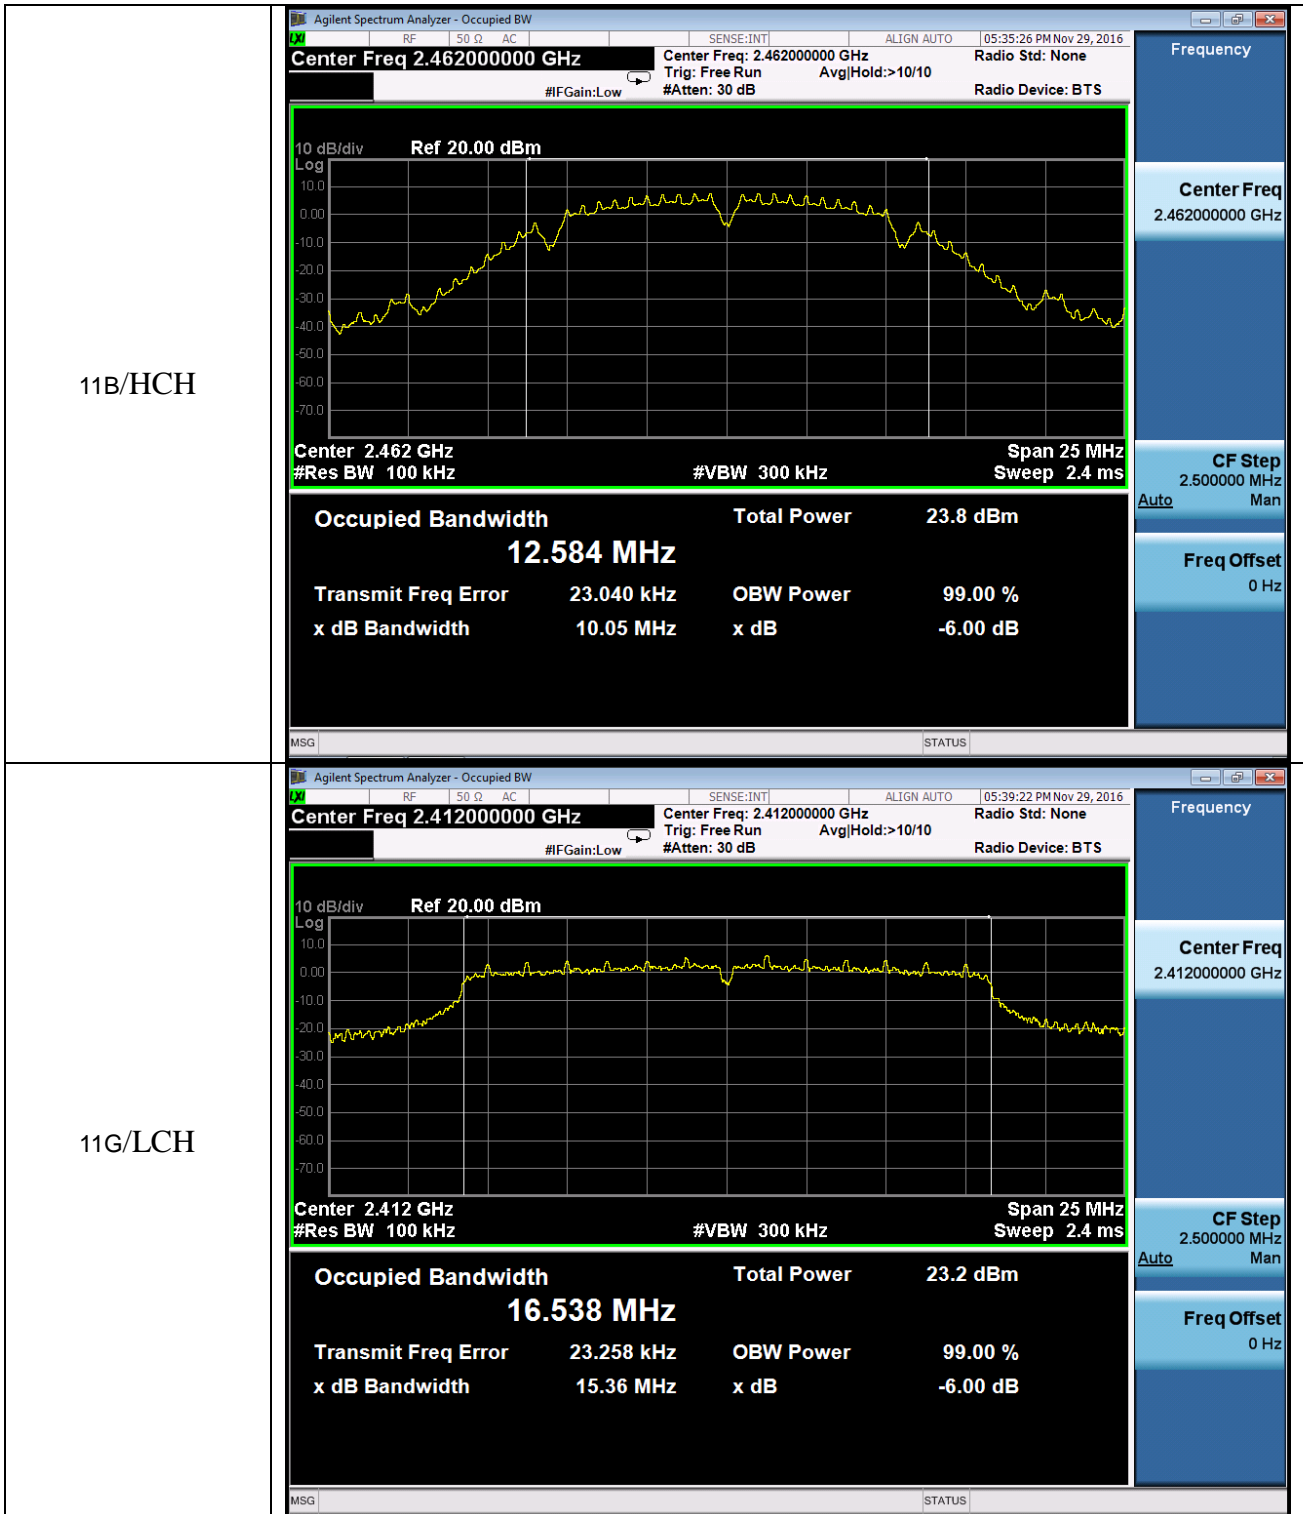 11B/HCH
Agilent Spectrum Analyzer - Occupied BW
LXI RF 50 Ω AC SENSE:INT ALIGN AUTO 05:35:26 PM Nov 29, 2016
Center Freq 2.462000000 GHz Center Freq: 2.462000000 GHz Radio Std: None
Trig: Free Run Avg|Hold:>10/10
#IFGain:Low #Atten: 30 dB Radio Device: BTS
Frequency
10 dB/div Ref 20.00 dBm
Log
10.0
0.00
-10.0
-20.0
-30.0
-40.0
-50.0
-60.0
-70.0
Center 2.462 GHz Span 25 MHz
#Res BW 100 kHz #VBW 300 kHz Sweep 2.4 ms
Occupied Bandwidth Total Power 23.8 dBm
12.584 MHz
Transmit Freq Error 23.040 kHz OBW Power 99.00 %
x dB Bandwidth 10.05 MHz x dB -6.00 dB
Center Freq
2.462000000 GHz
CF Step
2.500000 MHz
Auto Man
Freq Offset
0 Hz
MSG STATUS
11G/LCH
Agilent Spectrum Analyzer - Occupied BW
LXI RF 50 Ω AC SENSE:INT ALIGN AUTO 05:39:22 PM Nov 29, 2016
Center Freq 2.412000000 GHz Center Freq: 2.412000000 GHz Radio Std: None
Trig: Free Run Avg|Hold:>10/10
#IFGain:Low #Atten: 30 dB Radio Device: BTS
Frequency
10 dB/div Ref 20.00 dBm
Log
10.0
0.00
-10.0
-20.0
-30.0
-40.0
-50.0
-60.0
-70.0
Center 2.412 GHz Span 25 MHz
#Res BW 100 kHz #VBW 300 kHz Sweep 2.4 ms
Occupied Bandwidth Total Power 23.2 dBm
16.538 MHz
Transmit Freq Error 23.258 kHz OBW Power 99.00 %
x dB Bandwidth 15.36 MHz x dB -6.00 dB
Center Freq
2.412000000 GHz
CF Step
2.500000 MHz
Auto Man
Freq Offset
0 Hz
MSG STATUS